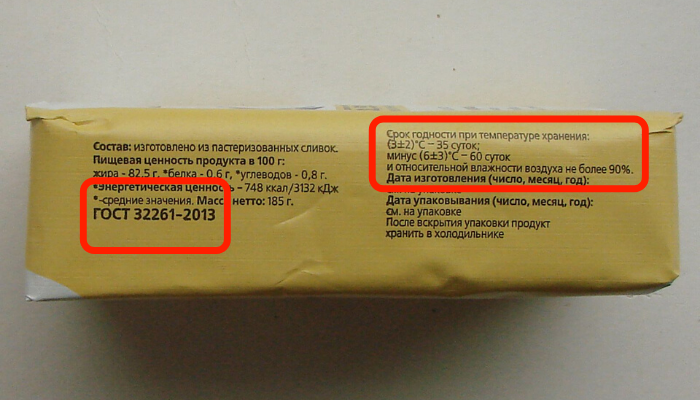 Состав: изготовлено из пастеризованных сливок.
Пищевая ценность продукта в 100 г:
жира - 82,5 г, *белка - 0,6 г, *углеводов - 0,8 г.
*Энергетическая ценность – 748 ккал/3132 кДж
*-средние значения. Масса нетто: 185 г.
ГОСТ 32261-2013
Срок годности при температуре хранения:
(3±2)°С – 35 суток;
минус (6±3)°С – 60 суток
и относительной влажности воздуха не более 90%.
Дата изготовления (число, месяц, год):
на упаковке
Дата упаковывания (число, месяц, год):
см. на упаковке
После вскрытия упаковки продукт
хранить в холодильнике